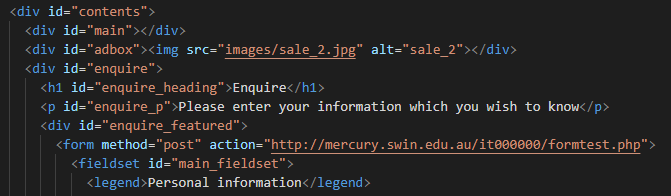 <div id="contents">
<div id="main"></div>
<div id="adbox"><img src="images/sale_2.jpg" alt="sale_2"></div>
<div id="enquire">
<h1 id="enquire_heading">Enquire</h1>
<p id="enquire_p">Please enter your information which you wish to know</p>
<div id="enquire_featured">
<form method="post" action="http://mercury.swin.edu.au/it000000/formtest.php">
<fieldset id="main_fieldset">
<legend>Personal information</legend>